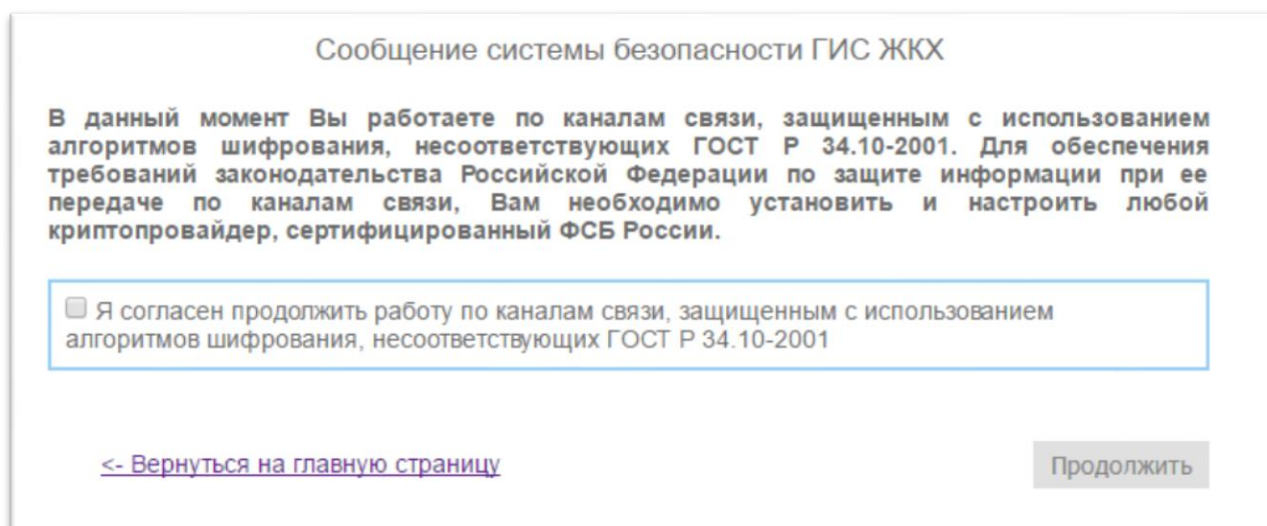 Сообщение системы безопасности ГИС ЖКХ
В данный момент Вы работаете по каналам связи, защищенным с использованием
алгоритмов шифрования, несоответствующих ГОСТ Р 34.10-2001. Для обеспечения
требований законодательства Российской Федерации по защите информации при ее
передаче по каналам связи, Вам необходимо установить и настроить любой
криптопровайдер, сертифицированный ФСБ России.
Я согласен продолжить работу по каналам связи, защищенным с использованием
алгоритмов шифрования, несоответствующих ГОСТ Р 34.10-2001
<- Вернуться на главную страницу
Продолжить